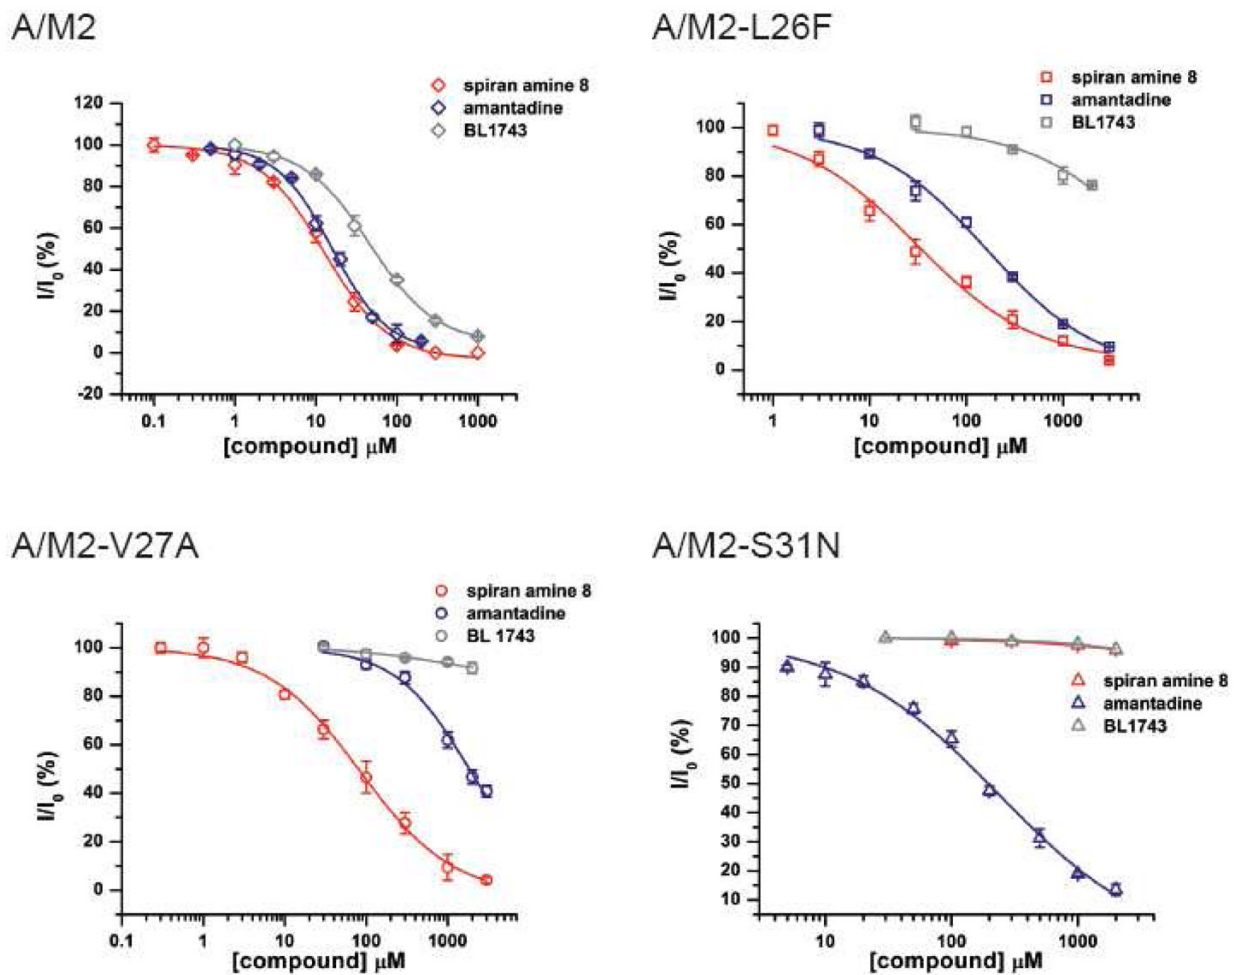 A/M2
spiran amine 8
amantadine
BL1743
120
100
80
60
40
20
0
-20
I/I0 (%)
0.1 1 10 100 1000
[compound] μM
A/M2-L26F
spiran amine 8
amantadine
BL1743
100
80
60
40
20
0
I/I0 (%)
1 10 100 1000
[compound] μM
A/M2-V27A
spiran amine 8
amantadine
BL 1743
100
80
60
40
20
0
I/I0 (%)
0.1 1 10 100 1000
[compound] μM
A/M2-S31N
100
90
80
70
60
50
40
30
20
10
I/I0 (%)
spiran amine 8
amantadine
BL1743
10 100 1000
[compound] μM